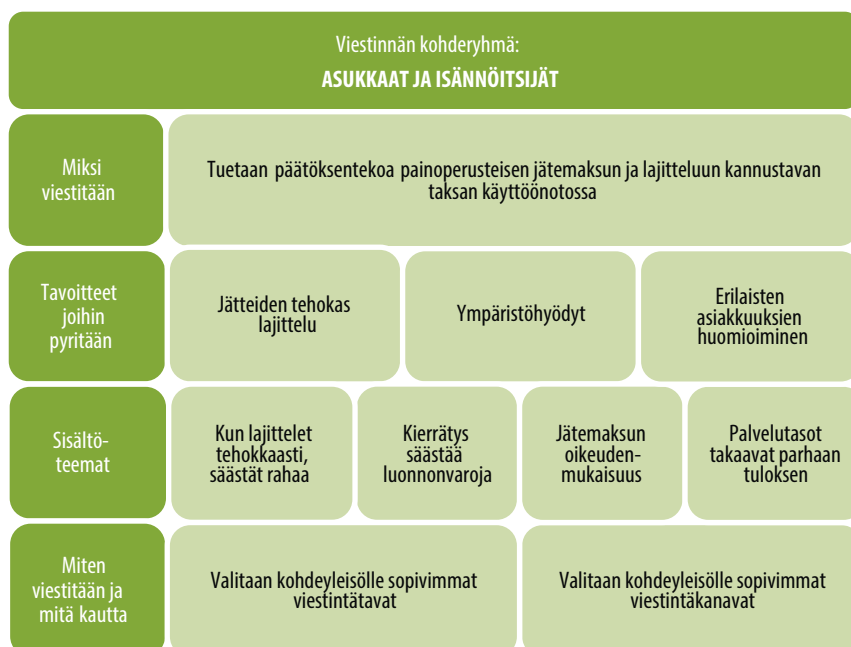 Viestinnän kohderyhmä:
ASUKKAAT JA ISÄNNÖITSIJÄT
Miksi
viestitään
Tuetaan päätöksentekoa painoperusteisen jätemaksun ja lajitteluun kannustavan
taksan käyttöönotossa
Tavoitteet
joihin
pyritään
Jätteiden tehokas
lajittelu
Ympäristöhyödyt
Erilaisten
asiakkuuksien
huomioiminen
Sisältö-
teemat
Kun lajittelet
tehokkaasti,
säästät rahaa
Kierrätys
säästää
luonnonvaroja
Jätemaksun
oikeuden-
mukaisuus
Palvelutasot
takaavat parhaan
tuloksen
Miten
viestitään ja
mitä kautta
Valitaan kohdeyleisölle sopivimmat
viestintätavat
Valitaan kohdeyleisölle sopivimmat
viestintäkanavat